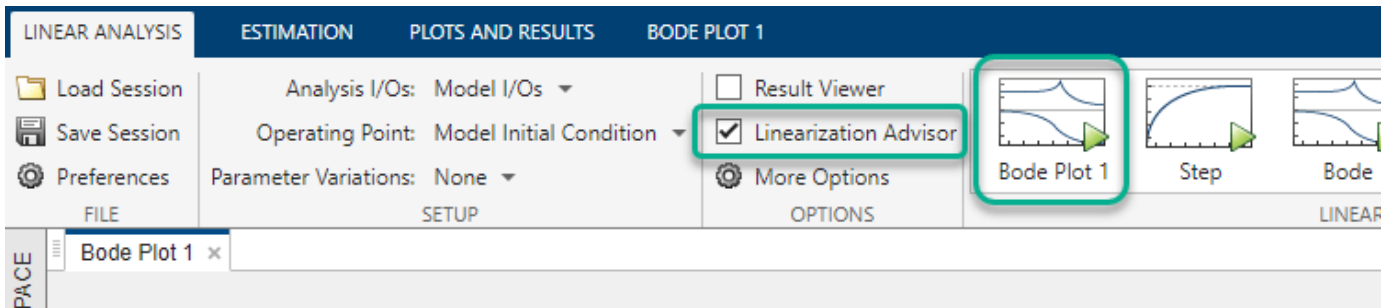 LINEAR ANALYSIS ESTIMATION PLOTS AND RESULTS BODE PLOT 1
Load Session Analysis I/Os: Model I/Os Result Viewer
Save Session Operating Point: Model Initial Condition Linearization Advisor
Preferences Parameter Variations: None More Options Bode Plot 1 Step Bode
FILE SETUP OPTIONS LINEAR
Bode Plot 1
PACE